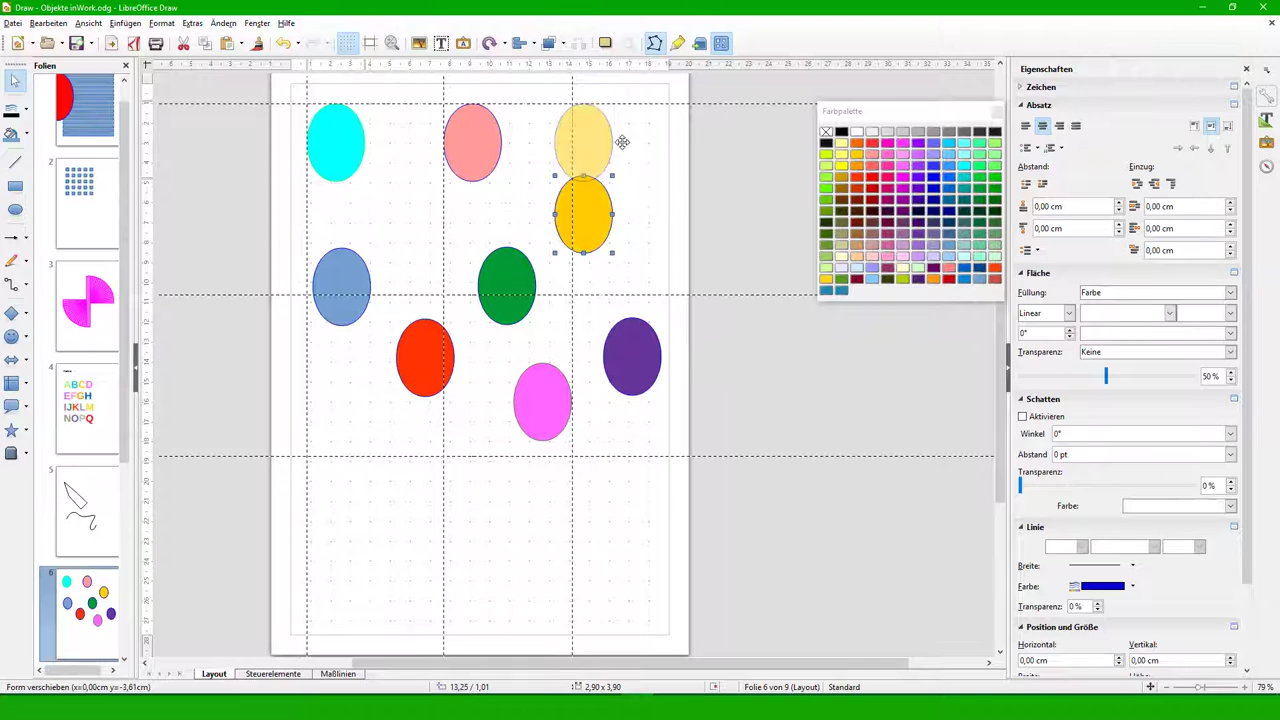 Draw - Objekte inWork.odg - LibreOffice Draw
Datei Bearbeiten Ansicht Einfügen Format Extras Ändern Fenster Hilfe
Folien
2
3
ABCD
EFGH
IJKLM
NOPQ
4
5
6
Farbpalette
Eigenschaften
Zeichen
Absatz
Abstand: Einzug:
0,00 cm 0,00 cm
0,00 cm 0,00 cm
0,00 cm
Fläche
Füllung: Farbe
Linear
0°
Transparenz: Keine
50 %
Schatten
Aktivieren
Winkel 0°
Abstand 0 pt
Transparenz:
0 %
Farbe:
Linie
Breite:
Farbe:
Transparenz: 0 %
Position und Größe
Horizontal: Vertikal:
0,00 cm 0,00 cm
Layout Steuerelemente Maßlinien
Form verschieben (x=0,00cm y=-3,61cm) 13,25 / 1,01 2,90 x 3,90 Folie 6 von 9 (Layout) Standard 79 %